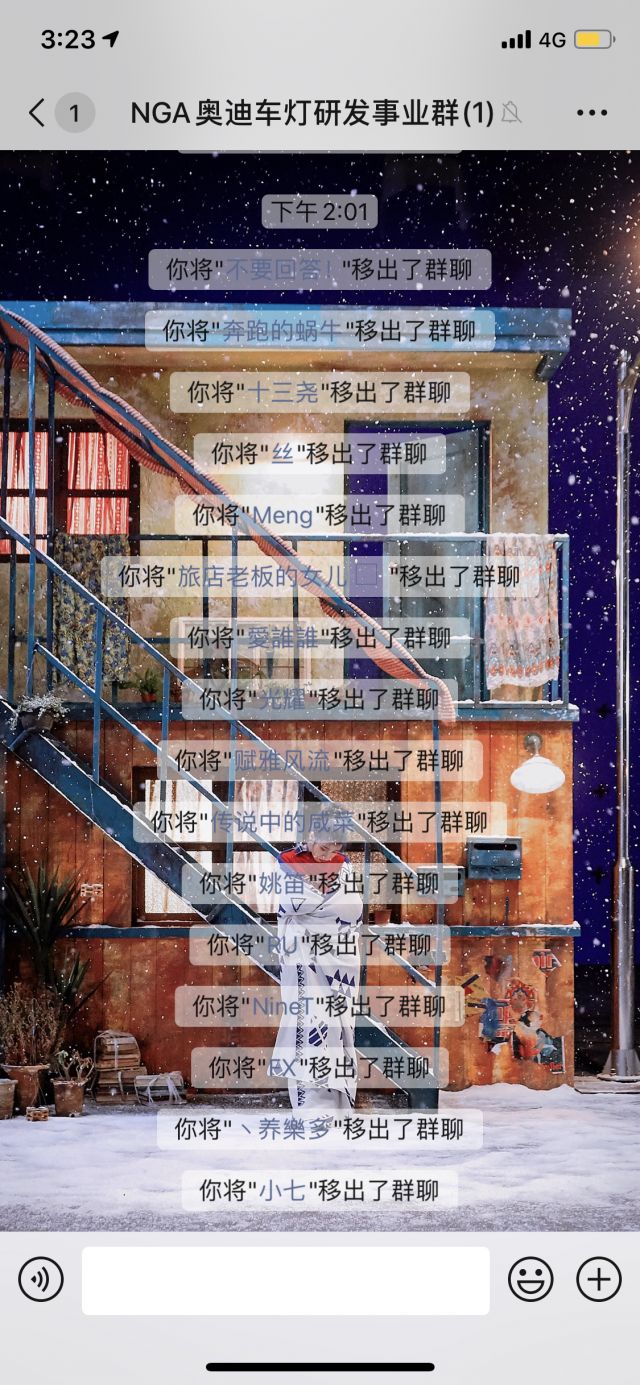 3:23
4G
1
NGA奥迪车灯研发事业群(1)
下午2:01
你将"不要回答！"移出了群聊
你将"奔跑的蜗牛"移出了群聊
你将"十三尧"移出了群聊
你将"丝"移出了群聊
你将"Meng"移出了群聊
你将"旅店老板的女儿 "移出了群聊
你将"愛誰誰"移出了群聊
你将"光耀"移出了群聊
你将"赋雅风流"移出了群聊
你将"传说中的咸菜"移出了群聊
你将"姚笛"移出了群聊
你将"RU"移出了群聊
你将"NineT"移出了群聊
你将"FX"移出了群聊
你将"丶养樂多"移出了群聊
你将"小七"移出了群聊